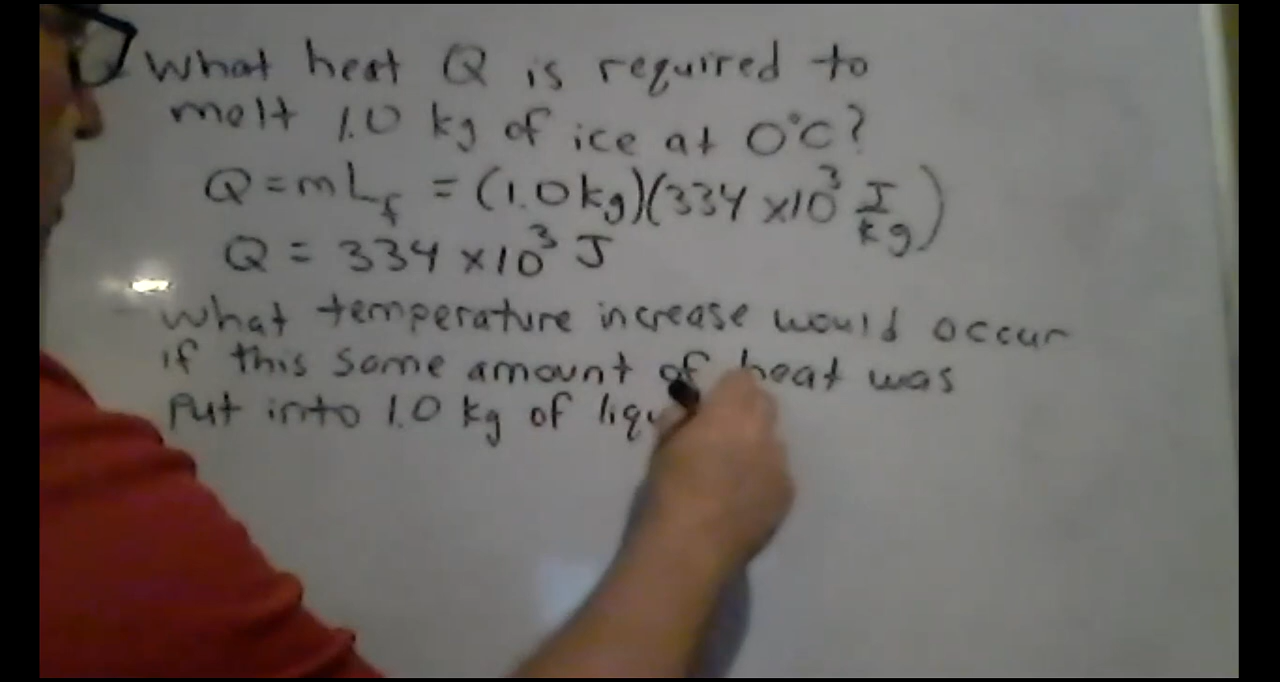 What heat Q is required to
melt 1.0 kg of ice at 0°C?
Q = mL_f = (1.0 kg)(334 x10³ J/kg)
Q = 334 x10³ J
What temperature increase would occur
if this same amount of heat was
put into 1.0 kg of liqu